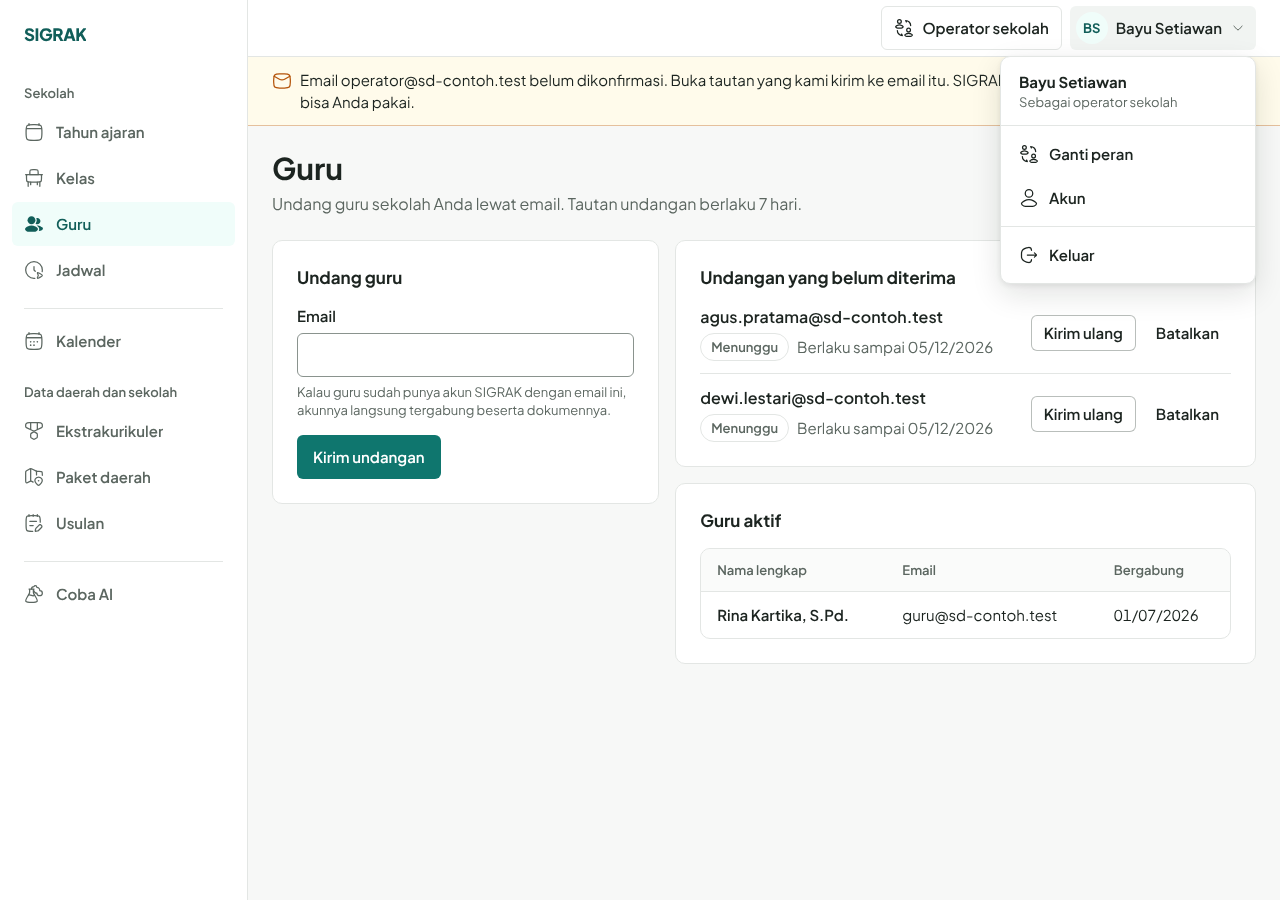 SIGRAK
Sekolah
Tahun ajaran
Kelas
Guru
Jadwal
Kalender
Data daerah dan sekolah
Ekstrakurikuler
Paket daerah
Usulan
Coba AI
Operator sekolah
BS Bayu Setiawan
Bayu Setiawan
Sebagai operator sekolah
Ganti peran
Akun
Keluar
Email operator@sd-contoh.test belum dikonfirmasi. Buka tautan yang kami kirim ke email itu.
bisa Anda pakai.
Guru
Undang guru sekolah Anda lewat email. Tautan undangan berlaku 7 hari.
Undang guru
Email
Kalau guru sudah punya akun SIGRAK dengan email ini,
akunnya langsung tergabung beserta dokumennya.
Kirim undangan
Undangan yang belum diterima
agus.pratama@sd-contoh.test
Menunggu Berlaku sampai 05/12/2026
Kirim ulang Batalkan
dewi.lestari@sd-contoh.test
Menunggu Berlaku sampai 05/12/2026
Kirim ulang Batalkan
Guru aktif
Nama lengkap Email Bergabung
Rina Kartika, S.Pd. guru@sd-contoh.test 01/07/2026